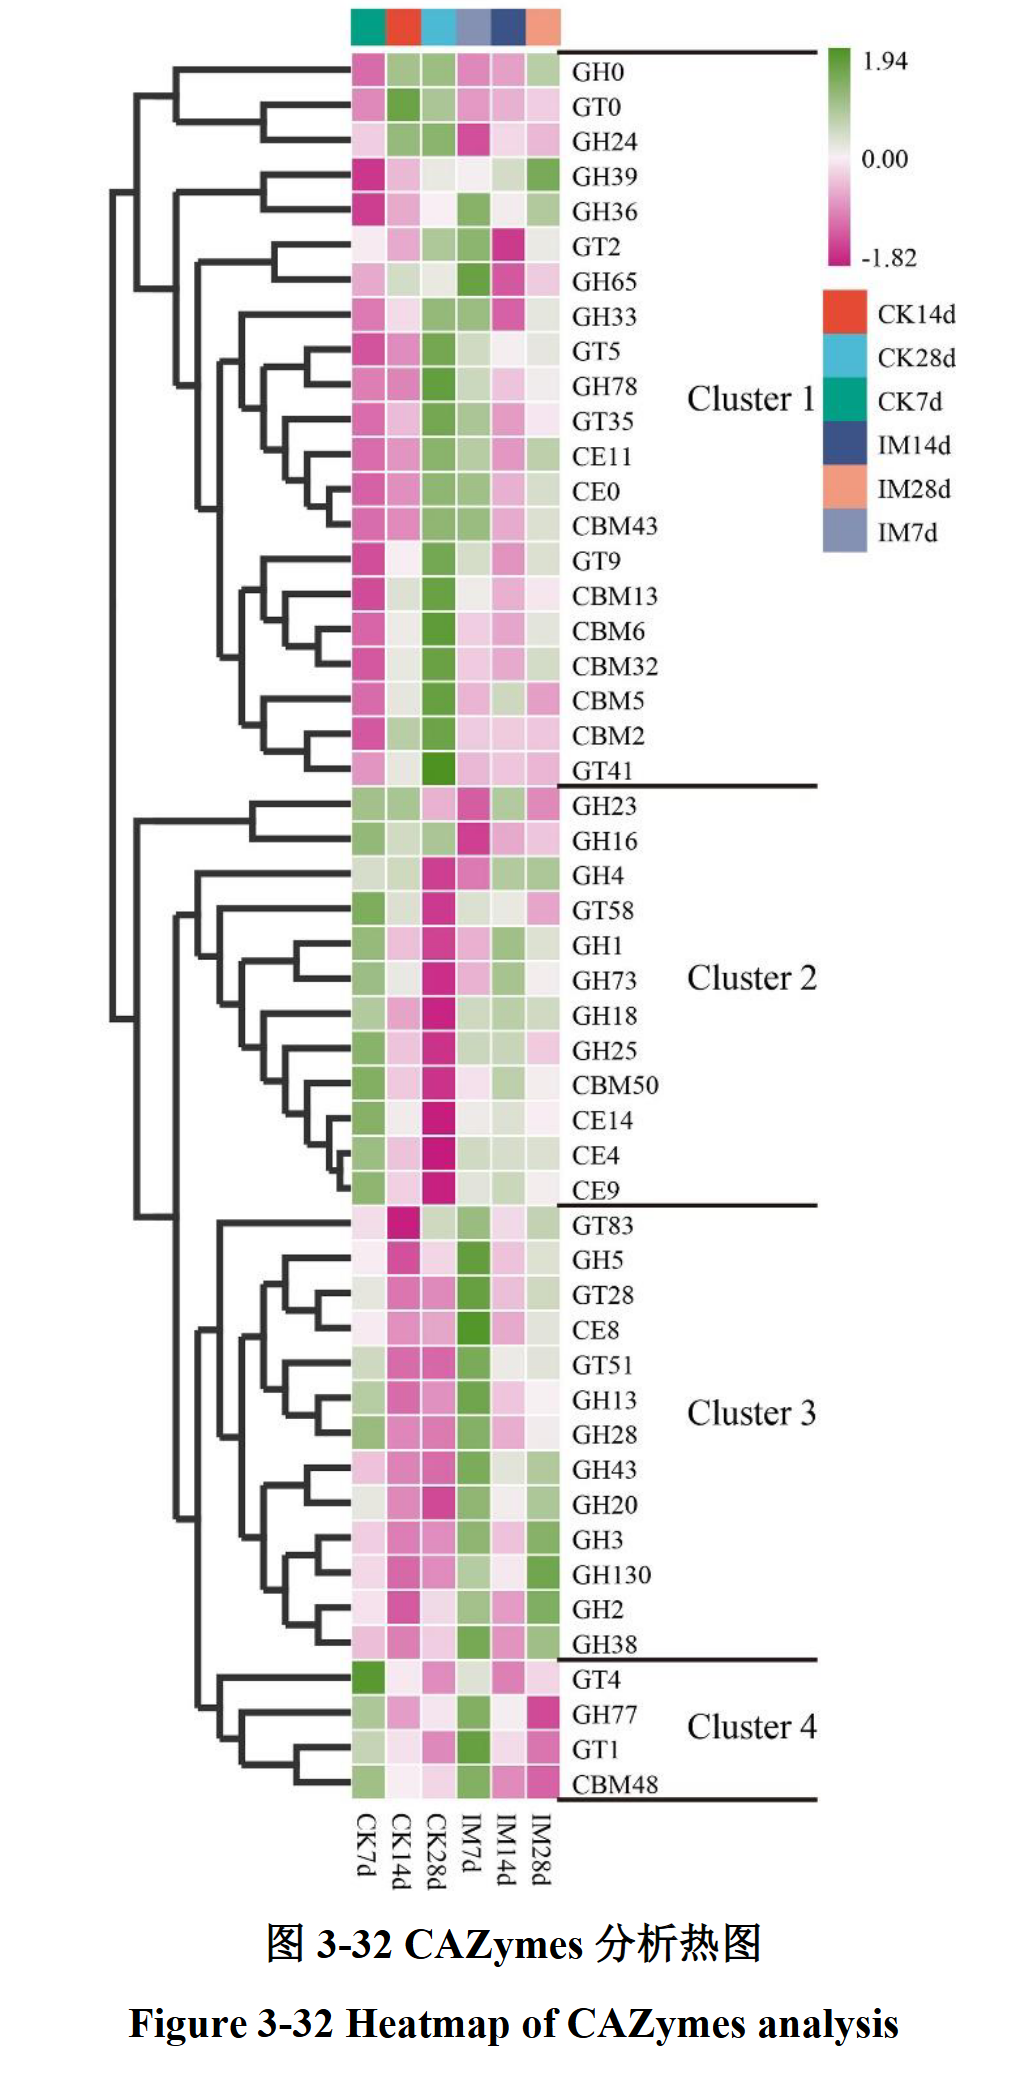 GH0
GT0
GH24
GH39
GH36
GT2
GH65
GH33
GT5
GH78
GT35
CE11
CE0
CBM43
GT9
CBM13
CBM6
CBM32
CBM5
CBM2
GT41
GH23
GH16
GH4
GT58
GH1
GH73
GH18
GH25
CBM50
CE14
CE4
CE9
GT83
GH5
GT28
CE8
GT51
GH13
GH28
GH43
GH20
GH3
GH130
GH2
GH38
GT4
GH77
GT1
CBM48
Cluster 1
Cluster 2
Cluster 3
Cluster 4
1.94
0.00
-1.82
CK14d
CK28d
CK7d
IM14d
IM28d
IM7d
CK7d
CK14d
CK28d
IM7d
IM14d
IM28d
图 3-32 CAZymes 分析热图
Figure 3-32 Heatmap of CAZymes analysis